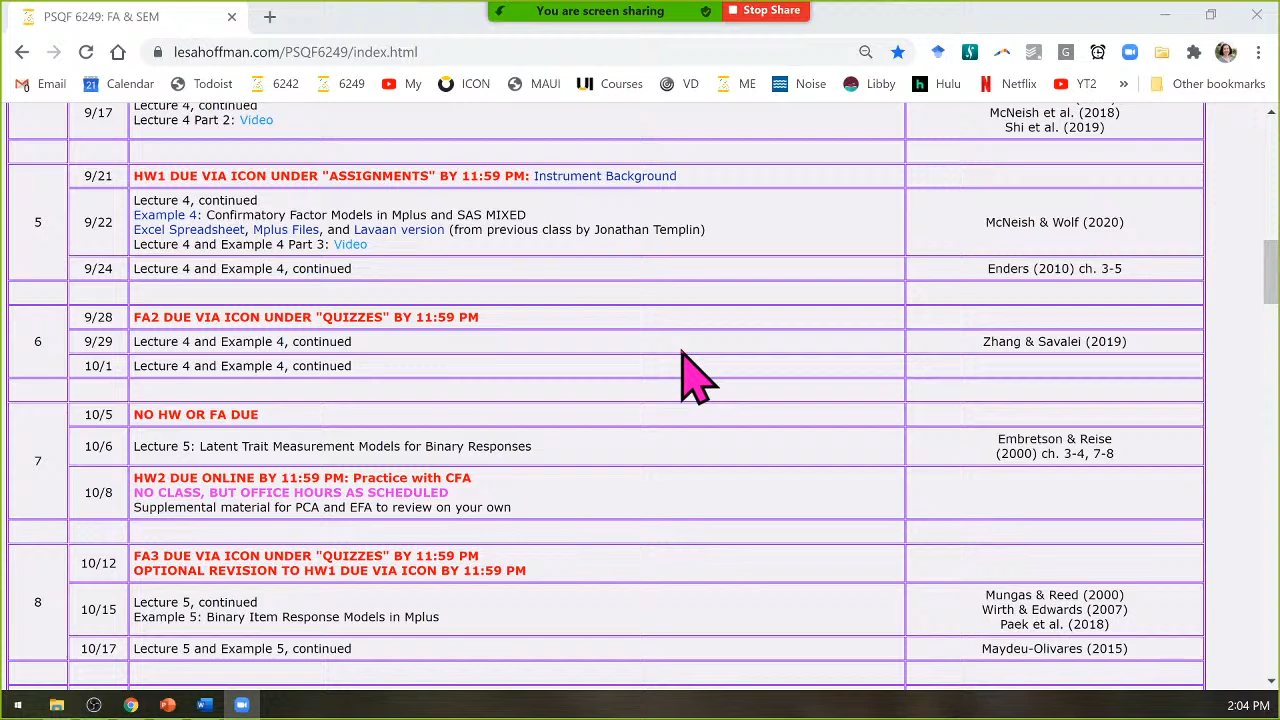 PSQF 6249: FA & SEM
You are screen sharing
Stop Share
lesahoffman.com/PSQF6249/index.html
Email
Calendar
Todoist
6242
6249
My
ICON
MAUI
Courses
VD
ME
Noise
Libby
Hulu
Netflix
YT2
Other bookmarks
9/17
Lecture 4, continued
Lecture 4 Part 2: Video
McNeish et al. (2018)
Shi et al. (2019)
5
9/21
HW1 DUE VIA ICON UNDER "ASSIGNMENTS" BY 11:59 PM: Instrument Background
9/22
Lecture 4, continued
Example 4: Confirmatory Factor Models in Mplus and SAS MIXED
Excel Spreadsheet, Mplus Files, and Lavaan version (from previous class by Jonathan Templin)
Lecture 4 and Example 4 Part 3: Video
McNeish & Wolf (2020)
9/24
Lecture 4 and Example 4, continued
Enders (2010) ch. 3-5
6
9/28
FA2 DUE VIA ICON UNDER "QUIZZES" BY 11:59 PM
9/29
Lecture 4 and Example 4, continued
Zhang & Savalei (2019)
10/1
Lecture 4 and Example 4, continued
7
10/5
NO HW OR FA DUE
10/6
Lecture 5: Latent Trait Measurement Models for Binary Responses
Embretson & Reise
(2000) ch. 3-4, 7-8
10/8
HW2 DUE ONLINE BY 11:59 PM: Practice with CFA
NO CLASS, BUT OFFICE HOURS AS SCHEDULED
Supplemental material for PCA and EFA to review on your own
8
10/12
FA3 DUE VIA ICON UNDER "QUIZZES" BY 11:59 PM
OPTIONAL REVISION TO HW1 DUE VIA ICON BY 11:59 PM
10/15
Lecture 5, continued
Example 5: Binary Item Response Models in Mplus
Mungas & Reed (2000)
Wirth & Edwards (2007)
Paek et al. (2018)
10/17
Lecture 5 and Example 5, continued
Maydeu-Olivares (2015)
2:04 PM